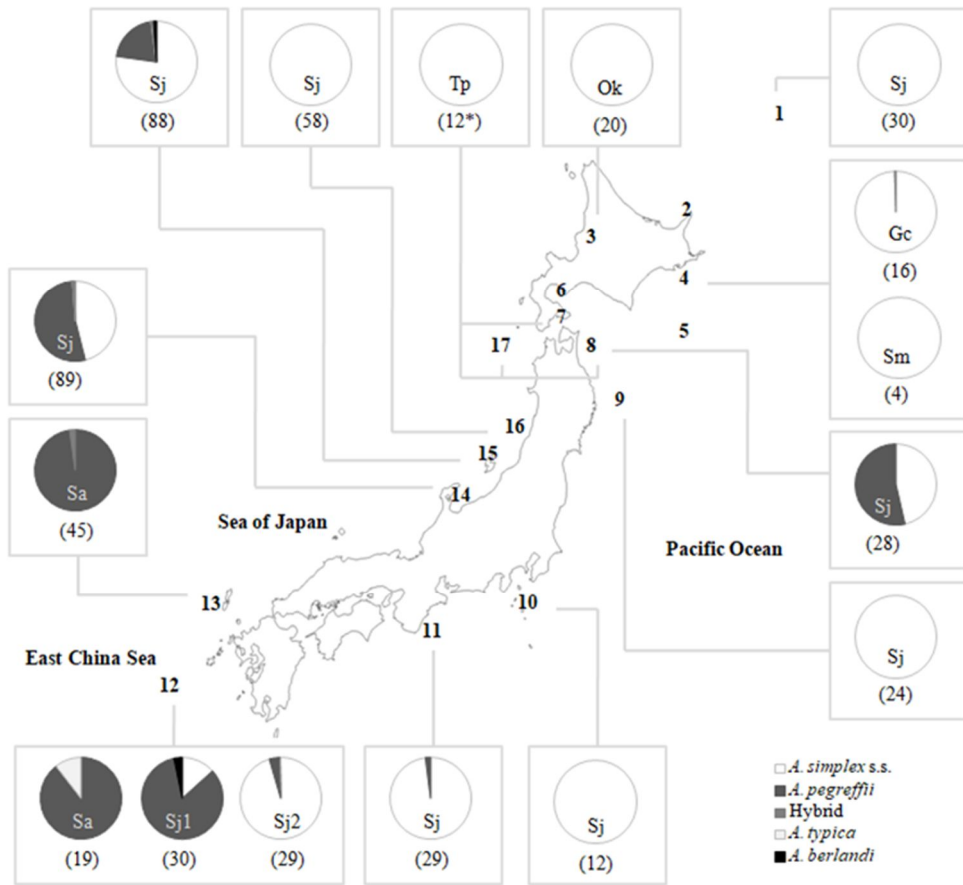 Sj
(88)
Sj
(58)
Tp
(12*)
Ok
(20)
1
Sj
(30)
2
3
Gc
(16)
4
6
Sj
(89)
7
5
Sm
(4)
17
8
9
16
Sa
(45)
15
14
Sj
(28)
Sea of Japan
Pacific Ocean
13
10
11
Sj
(24)
East China Sea
12
Sa
(19)
Sj1
(30)
Sj2
(29)
Sj
(29)
Sj
(12)
A. simplex s.s.
A. pegreffii
Hybrid
A. typica
A. berlandi